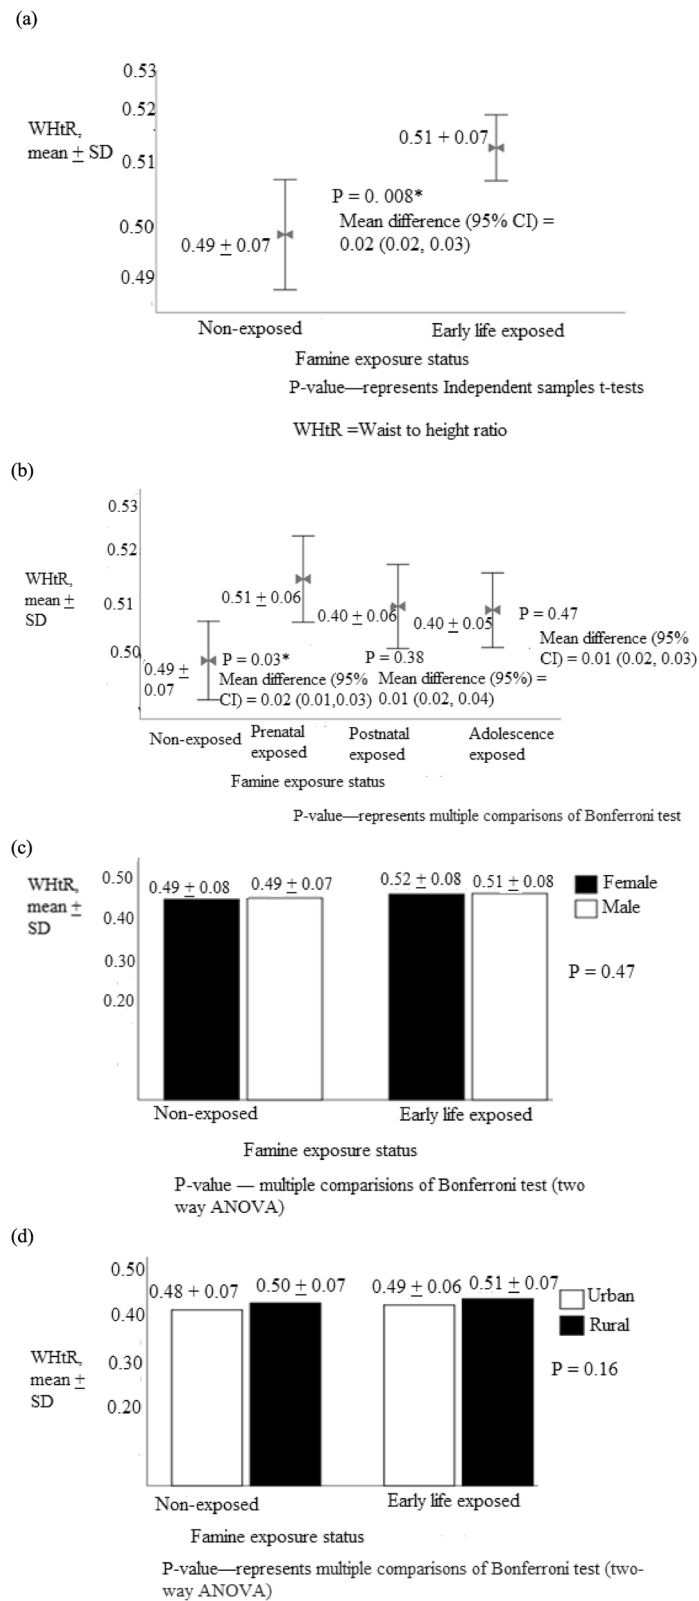 (a)
0.53
0.52
WHtR,
mean ± SD
0.51
0.50
0.49
0.51 + 0.07
P = 0. 008*
Mean difference (95% CI) =
0.02 (0.02, 0.03)
0.49 ± 0.07
Non-exposed
Early life exposed
Famine exposure status
P-value—represents Independent samples t-tests
WHtR =Waist to height ratio
(b)
0.53
0.52
WHtR,
mean ±
SD
0.51
0.50
0.49 ±
0.07
P = 0.03*
Mean difference (95%
CI) = 0.02 (0.01,0.03)
0.51 ± 0.06
0.40 ± 0.06
P = 0.38
Mean difference (95%) =
0.01 (0.02, 0.04)
0.40 ± 0.05
P = 0.47
Mean difference (95%
CI) = 0.01 (0.02, 0.03)
Non-exposed
Prenatal
exposed
Postnatal
exposed
Adolescence
exposed
Famine exposure status
P-value—represents multiple comparisons of Bonferroni test
(c)
WHtR,
mean ±
SD
0.50
0.40
0.30
0.20
0.49 ± 0.08
0.49 ± 0.07
0.52 ± 0.08
0.51 ± 0.08
Female
Male
P = 0.47
Non-exposed
Early life exposed
Famine exposure status
P-value — multiple comparisions of Bonferroni test (two
way ANOVA)
(d)
0.50
0.40
0.30
0.20
WHtR,
mean ±
SD
0.48 + 0.07
0.50 ± 0.07
0.49 ± 0.06
0.51 ± 0.07
Urban
Rural
P = 0.16
Non-exposed
Early life exposed
Famine exposure status
P-value—represents multiple comparisons of Bonferroni test (two-
way ANOVA)